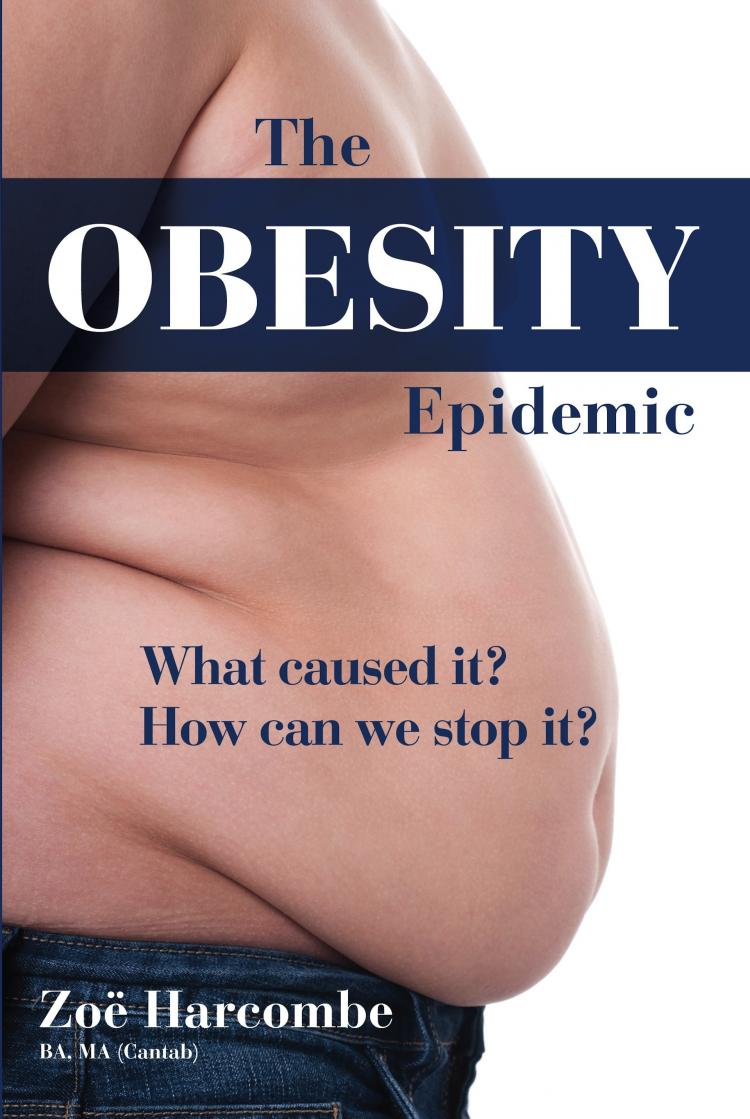 The
OBESITY
Epidemic
What caused it?
How can we stop it?
Zoë Harcombe
BA, MA (Cantab)